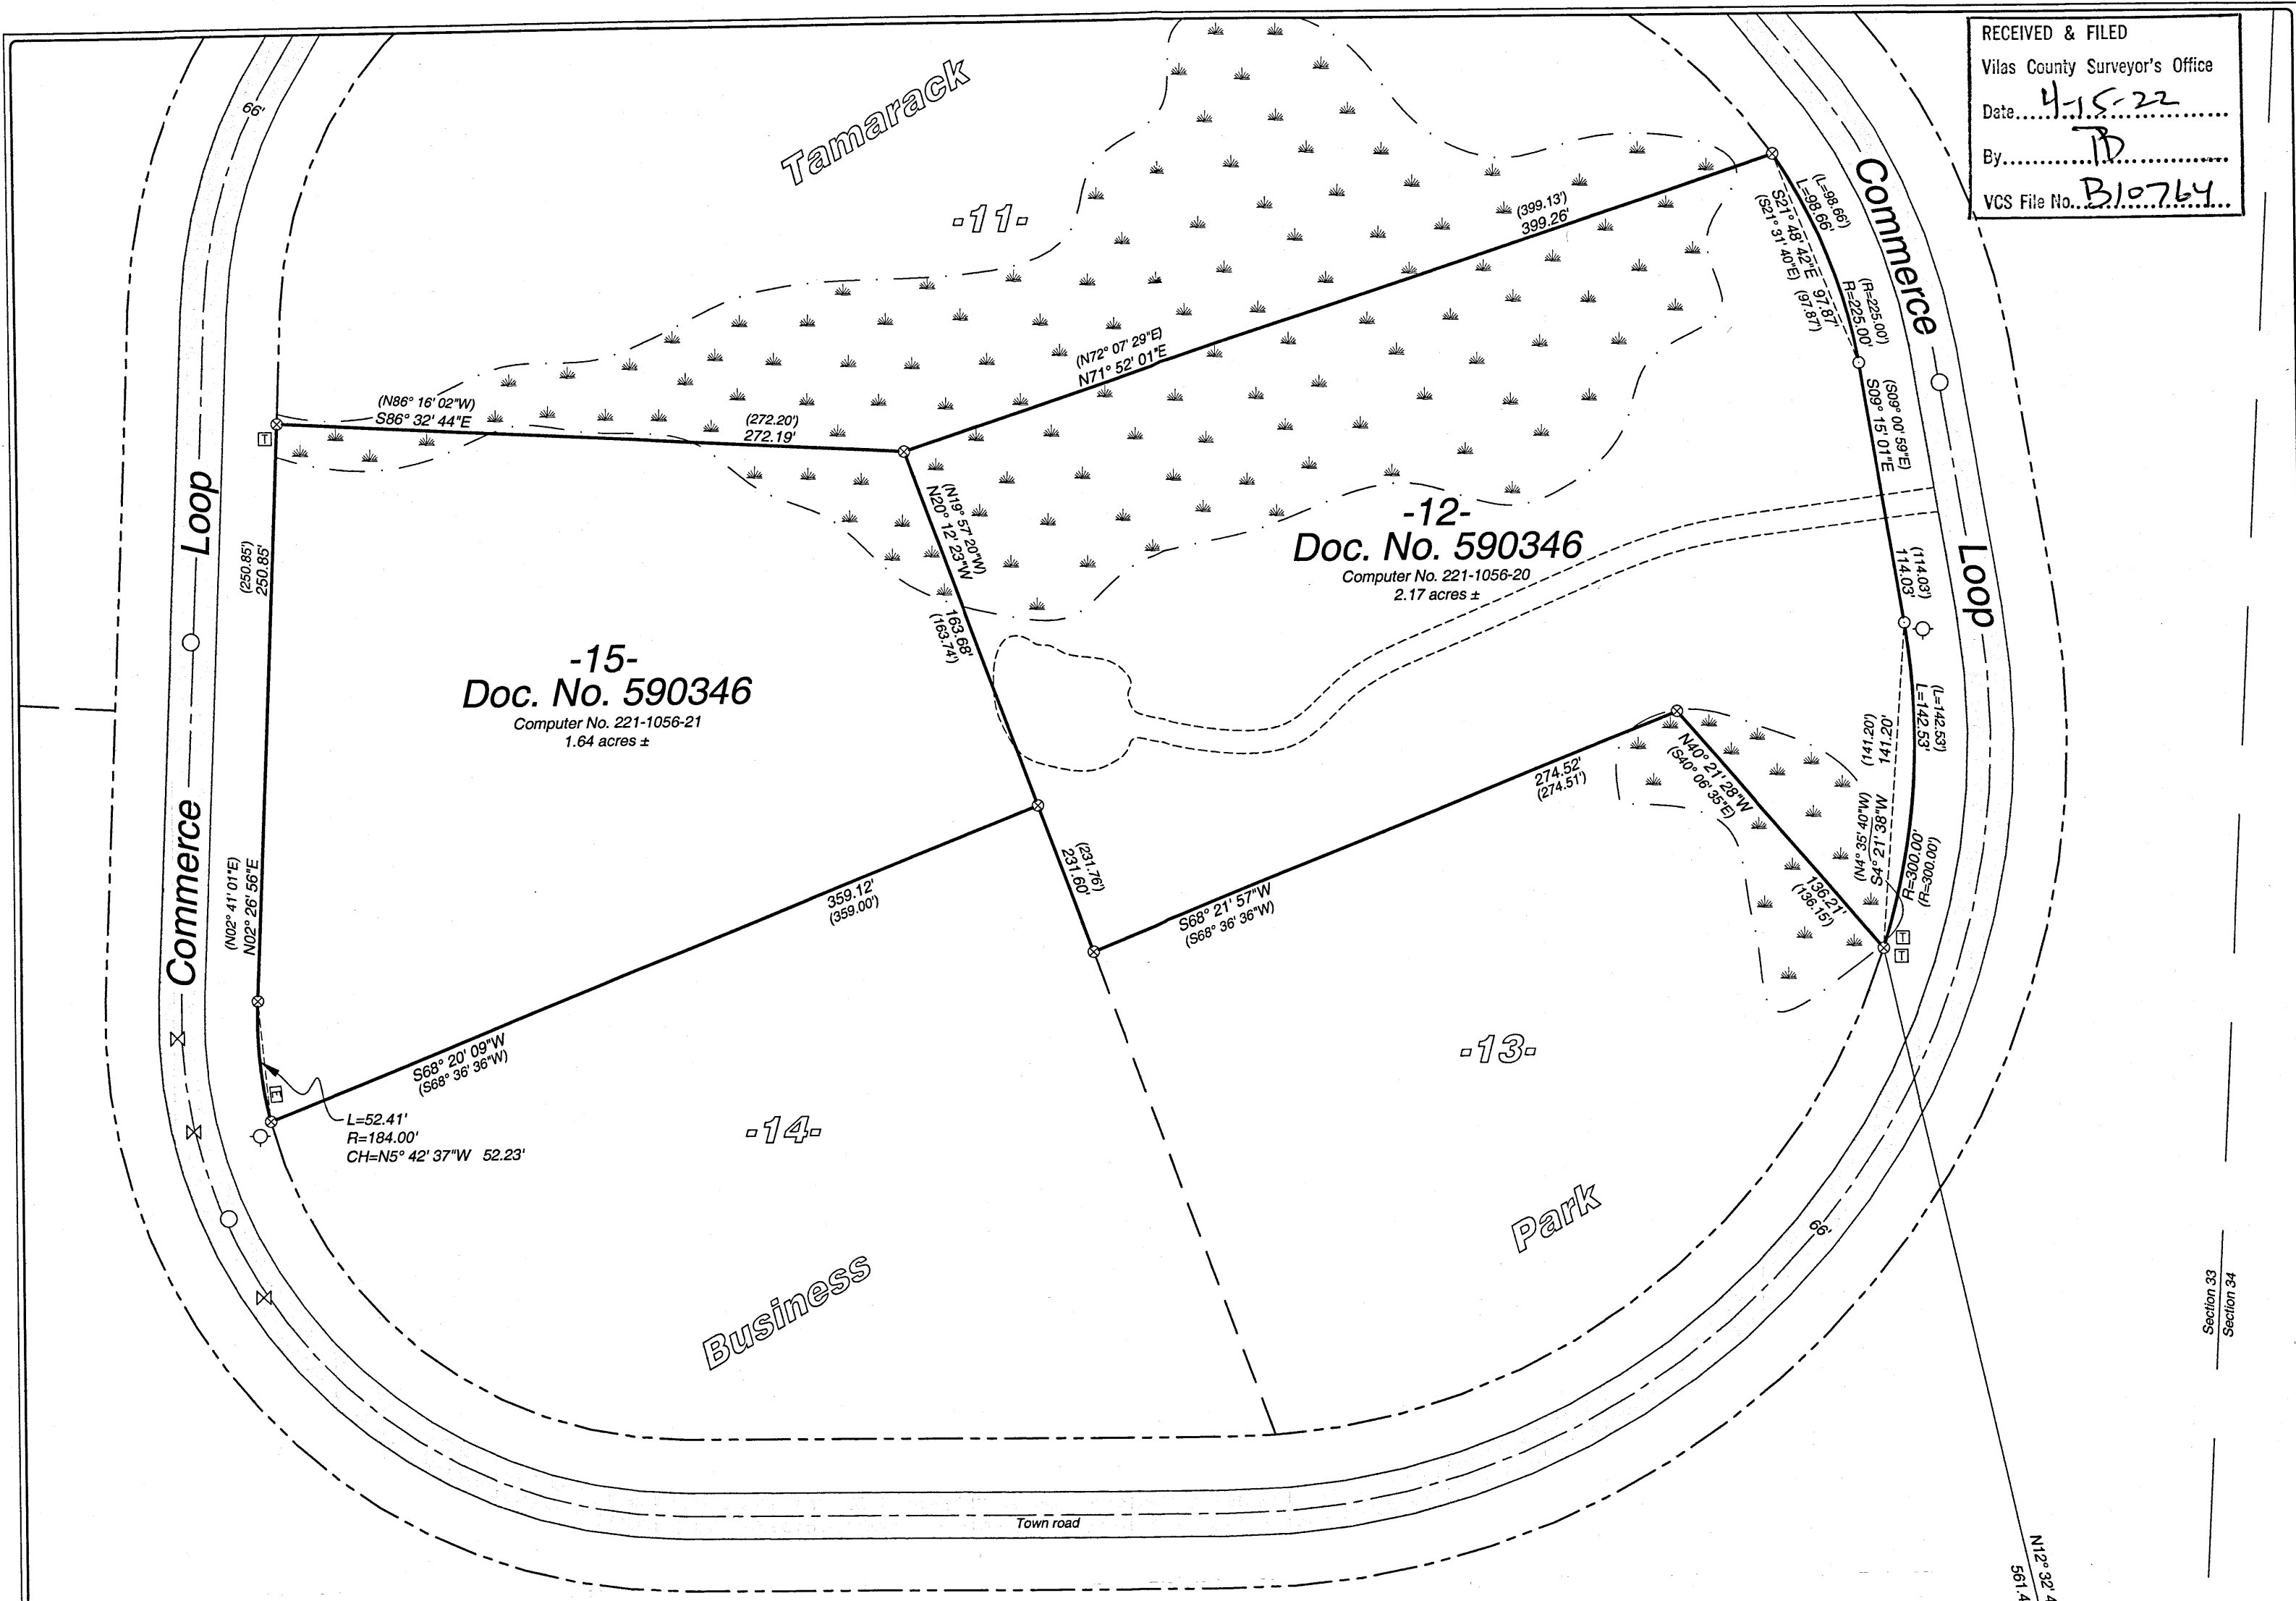 RECEIVED & FILED
Vilas County Surveyor's Office
Date....4-15-22....
By....TB....
VCS File No. B10764
66'
Tamarack
-11-
(399.13')
399.26'
(N72° 07' 29"E)
N71° 52' 01"E
(L=98.66')
L=98.66'
S21° 48' 42"E 97.87'
(S21° 31' 40"E) (97.87')
Commerce
(R=225.00')
R=225.00'
(S09° 00' 59"E)
S09° 15' 01"E
(114.03')
114.03'
Loop
(N86° 16' 02"W)
S86° 32' 44"E
(272.20')
272.19'
T
Loop
(250.85')
250.85'
(N19° 57' 20"W)
N20° 12' 23"W
163.68'
(163.74')
-12-
Doc. No. 590346
Computer No. 221-1056-20
2.17 acres ±
-15-
Doc. No. 590346
Computer No. 221-1056-21
1.64 acres ±
(L=142.53')
L=142.53'
(141.20')
141.20'
(N4° 35' 40"W)
S4° 21' 38"W
R=300.00'
(R=300.00')
N40° 21' 28"W
(S40° 06' 35"E)
136.21'
(136.15')
T
T
274.52'
(274.51')
S68° 21' 57"W
(S68° 36' 36"W)
(231.76')
231.60'
359.12'
(359.00')
S68° 20' 09"W
(S68° 36' 36"W)
Commerce
(N02° 41' 01"E)
N02° 26' 56"E
E
L=52.41'
R=184.00'
CH=N5° 42' 37"W 52.23'
-13-
-14-
Park
Business
66'
Section 33
Section 34
Town road
N12° 32' 4
561.4